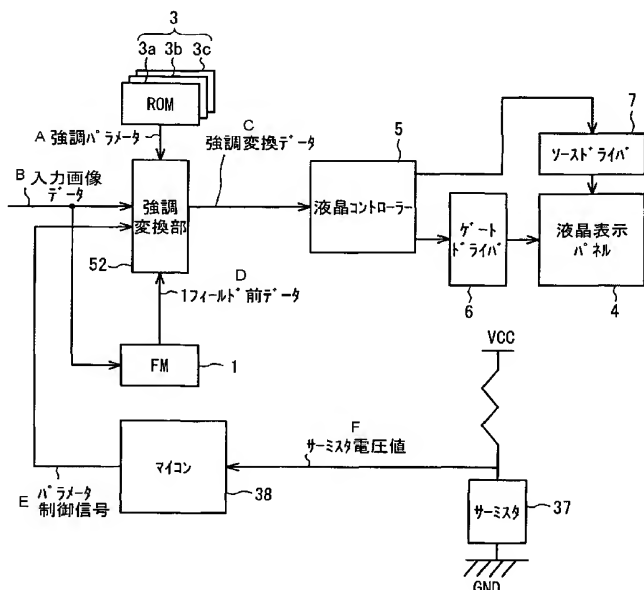 3
3a 3b 3c
ROM
A 強調パラメータ
C
強調変換データ
B 入力画像
データ
強調
変換部
52
D
1フィールド前データ
FM
1
5
液晶コントローラー
7
ソースドライバ
ゲート
ドライバ
6
液晶表示
パネル
4
VCC
F
サーミスタ電圧値
マイコン
38
E パラメータ
制御信号
サーミスタ
37
GND